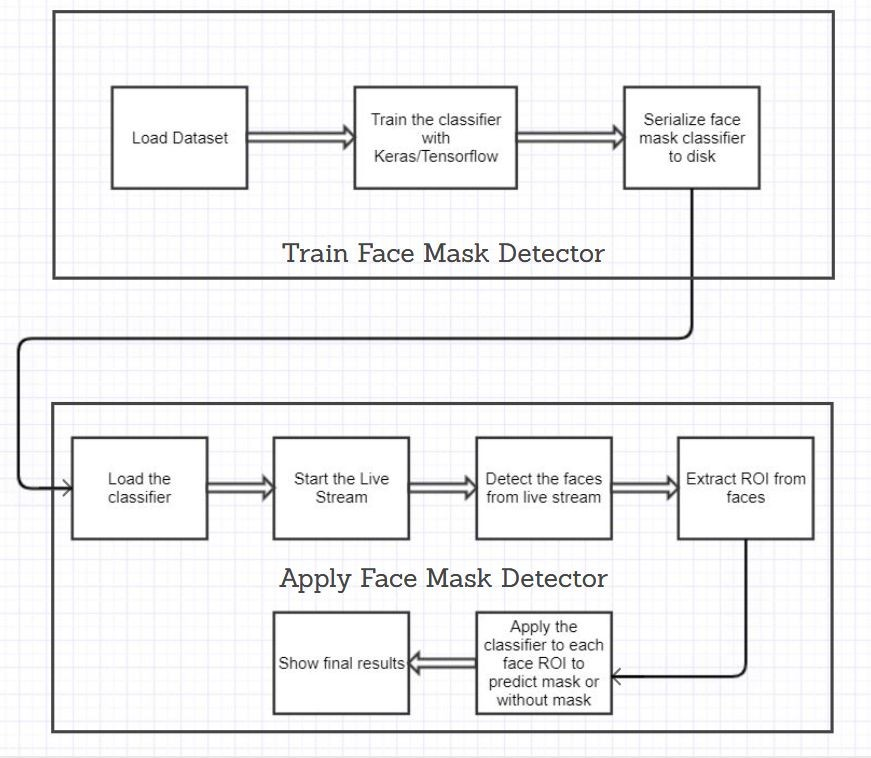 Load Dataset
Train the classifier
with
Keras/Tensorflow
Serialize face
mask classifier
to disk
Train Face Mask Detector
Load the
classifier
Start the Live
Stream
Detect the faces
from live stream
Extract ROI from
faces
Apply Face Mask Detector
Apply the
classifier to each
face ROI to
predict mask or
without mask
Show final results